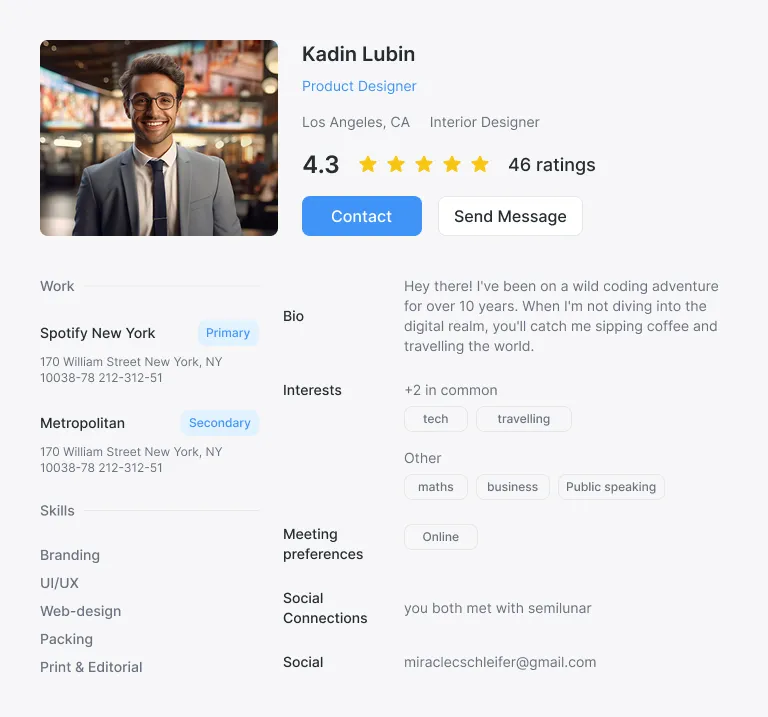 Kadin Lubin
Product Designer
Los Angeles, CA Interior Designer
4.3 46 ratings
Contact Send Message
Work
Spotify New York Primary
170 William Street New York, NY
10038-78 212-312-51
Metropolitan Secondary
170 William Street New York, NY
10038-78 212-312-51
Skills
Branding
UI/UX
Web-design
Packing
Print & Editorial
Bio
Hey there! I've been on a wild coding adventure
for over 10 years. When I'm not diving into the
digital realm, you'll catch me sipping coffee and
travelling the world.
Interests
+2 in common
tech travelling
Other
maths business Public speaking
Meeting
preferences
Online
Social
Connections
you both met with semilunar
Social
miraclecschleifer@gmail.com